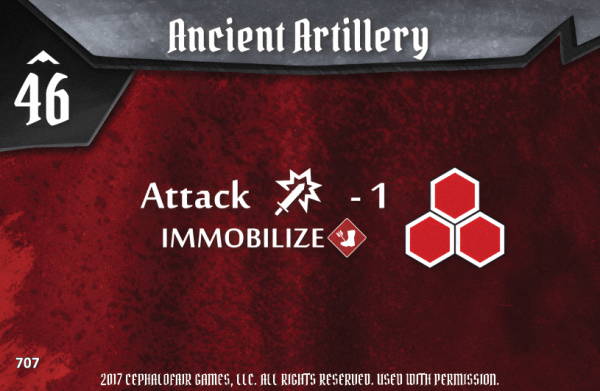 Ancient Artillery
46
Attack - 1
IMMOBILIZE
707
2017 CEPHALOFAIR GAMES, LLC. ALL RIGHTS RESERVED. USED WITH PERMISSION.